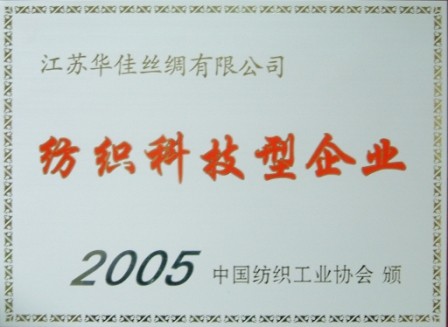 江苏华佳丝绸有限公司
纺织科技型企业
2005 中国纺织工业协会 颁